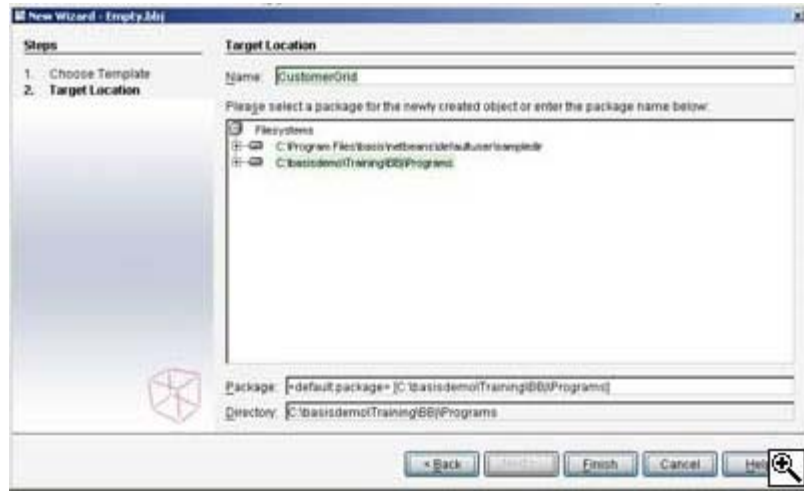 New Wizard - Empty.bbj
Steps
1. Choose Template
2. Target Location
Target Location
Name: CustomerGrid
Please select a package for the newly created object or enter the package name below:
Filesystems
C:\Program Files\basis\netbeans\defaultuser\sampledir
C:\basisdemo\Training\BBj\Programs
Package: <default package> [C:\basisdemo\Training\BBj\Programs]
Directory: C:\basisdemo\Training\BBj\Programs
< Back
Finish
Cancel